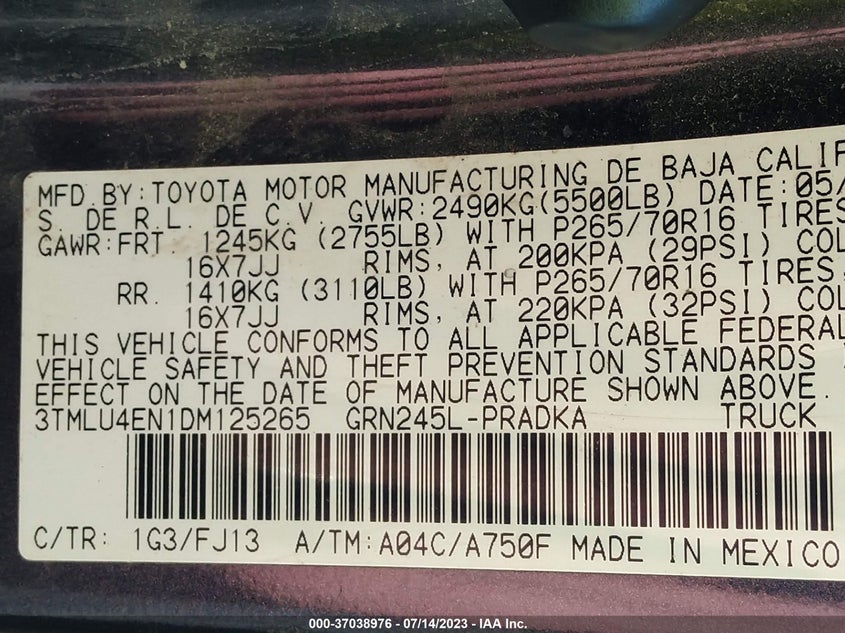 MFD.BY:TOYOTA MOTOR MANUFACTURING DE BAJA CALIF
S. DE R.L. DE C.V. GVWR:2490KG(5500LB) DATE:05/
GAWR:FRT. 1245KG (2755LB) WITH P265/70R16 TIRES
16X7JJ RIMS, AT 200KPA (29PSI) COL
RR. 1410KG (3110LB) WITH P265/70R16 TIRES,
16X7JJ RIMS, AT 220KPA (32PSI) COL
THIS VEHICLE CONFORMS TO ALL APPLICABLE FEDERAL
VEHICLE SAFETY AND THEFT PREVENTION STANDARDS
EFFECT ON THE DATE OF MANUFACTURE SHOWN ABOVE.
3TMLU4EN1DM125265 GRN245L-PRADKA TRUCK
C/TR: 1G3/FJ13 A/TM:A04C/A750F MADE IN MEXICO
000-37038976 - 07/14/2023 - IAA Inc.